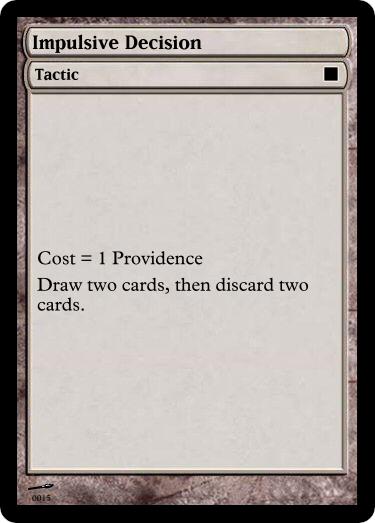 Impulsive Decision
Tactic
Cost = 1 Providence
Draw two cards, then discard two
cards.
0015